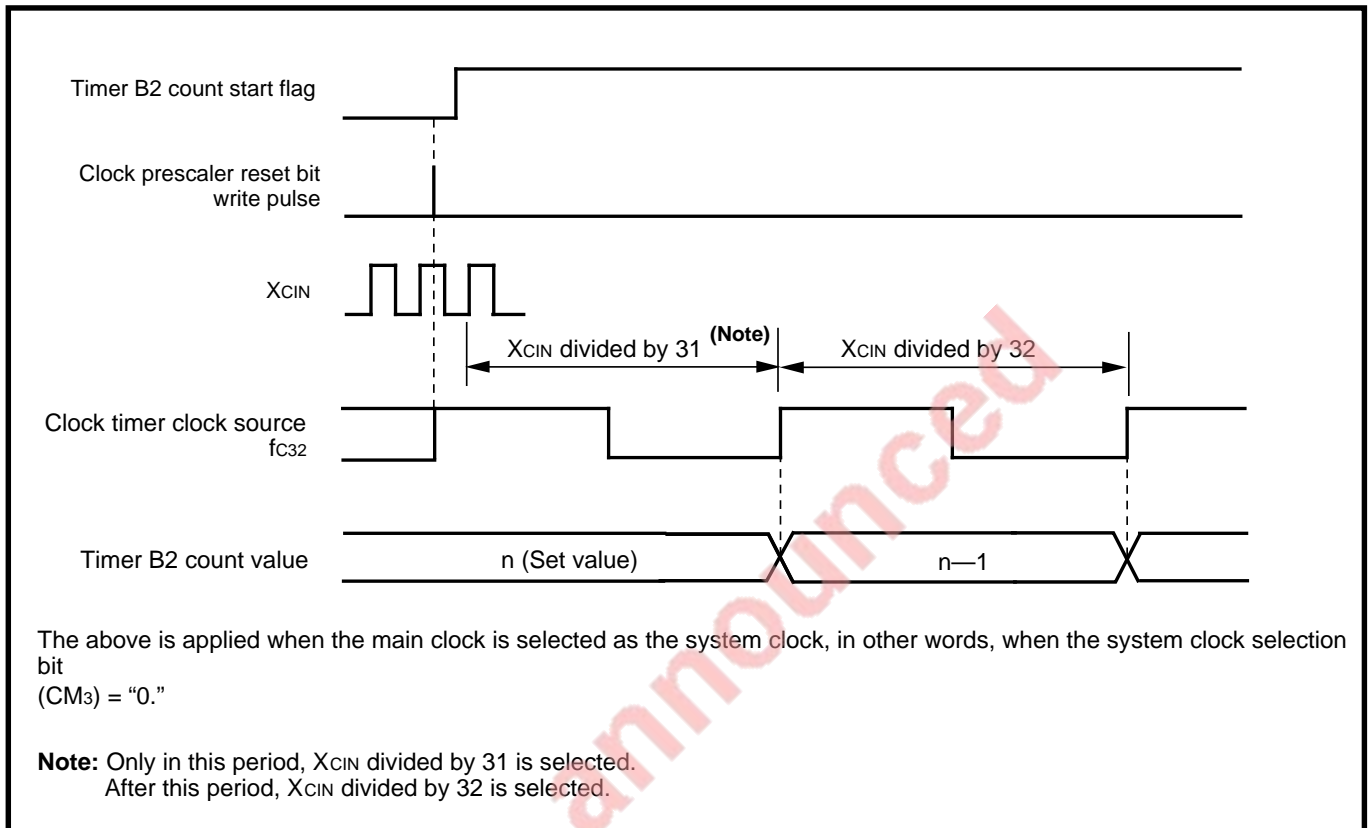 Timer B2 count start flag
Clock prescaler reset bit
write pulse
XCIN
XCIN divided by 31 (Note)
XCIN divided by 32
Clock timer clock source
fC32
Timer B2 count value
n (Set value)
n—1
The above is applied when the main clock is selected as the system clock, in other words, when the system clock selection
bit
(CM3) = “0.”
Note: Only in this period, XCIN divided by 31 is selected.
After this period, XCIN divided by 32 is selected.
announced